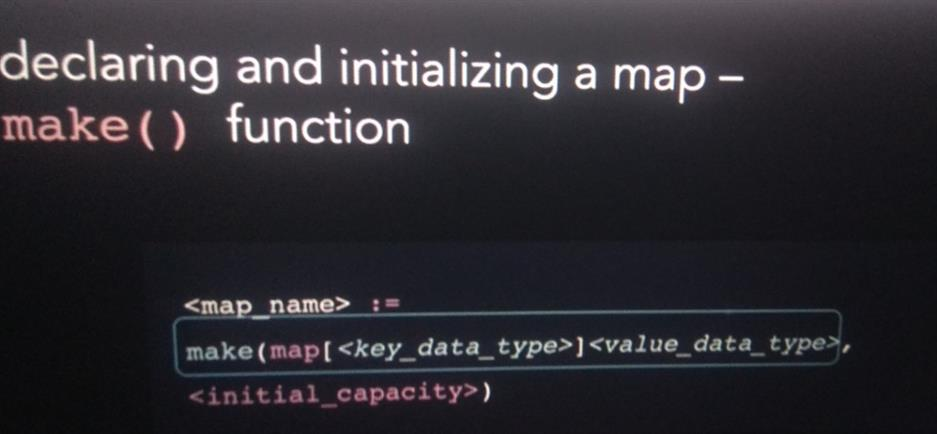 declaring and initializing a map –
make() function
<map_name> :=
make(map[<key_data_type>]<value_data_type>,
<initial_capacity>)